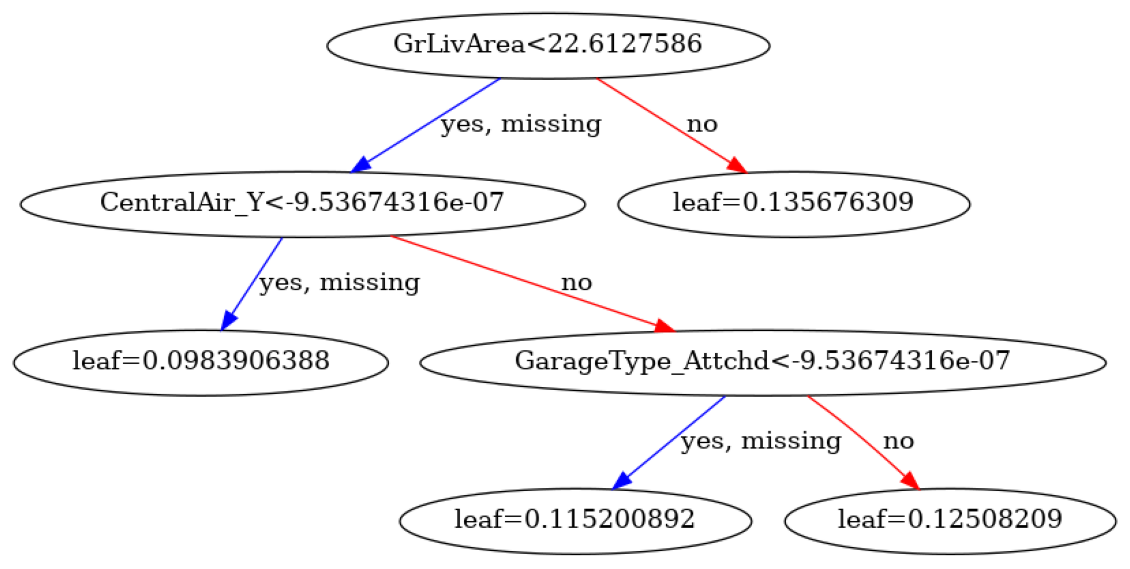 GrLivArea<22.6127586
yes, missing
no
CentralAir_Y<-9.53674316e-07
leaf=0.135676309
yes, missing
no
leaf=0.0983906388
GarageType_Attchd<-9.53674316e-07
yes, missing
no
leaf=0.115200892
leaf=0.12508209